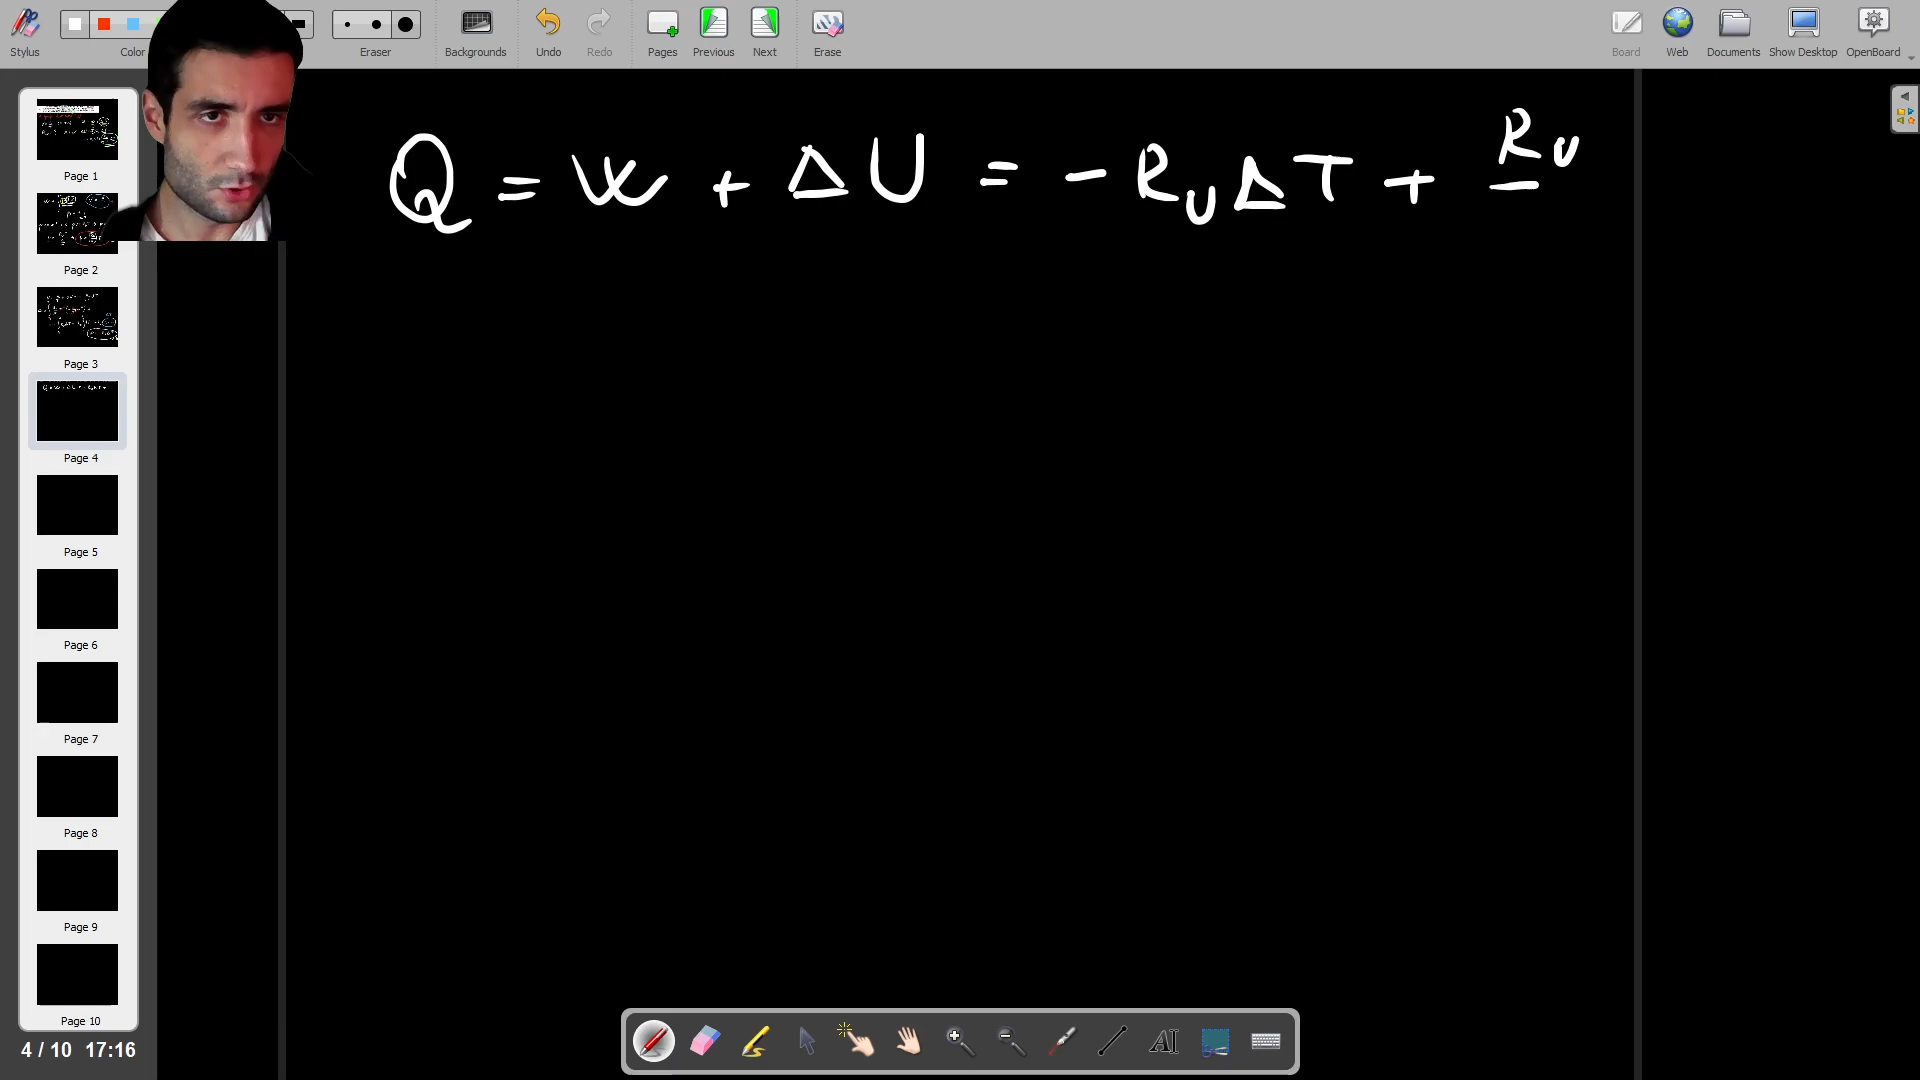 Stylus Color Eraser Backgrounds Undo Redo Pages Previous Next Erase Board Web Documents Show Desktop OpenBoard
Q = W + ΔU = - R_U ΔT + R_U
Page 1
Page 2
Page 3
Page 4
Page 5
Page 6
Page 7
Page 8
Page 9
Page 10
4 / 10 17:16